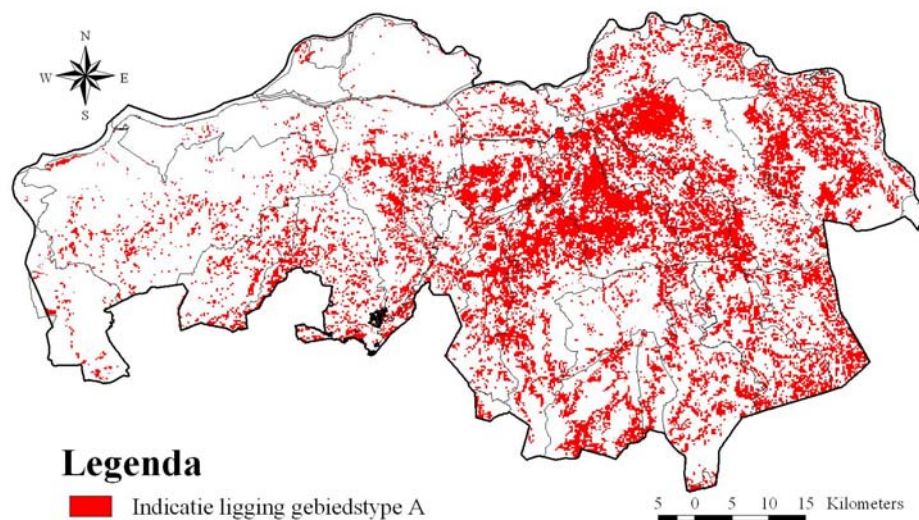 N
W E
S
Legenda
Indicatie ligging gebiedstype A
5 0 5 10 15 Kilometers